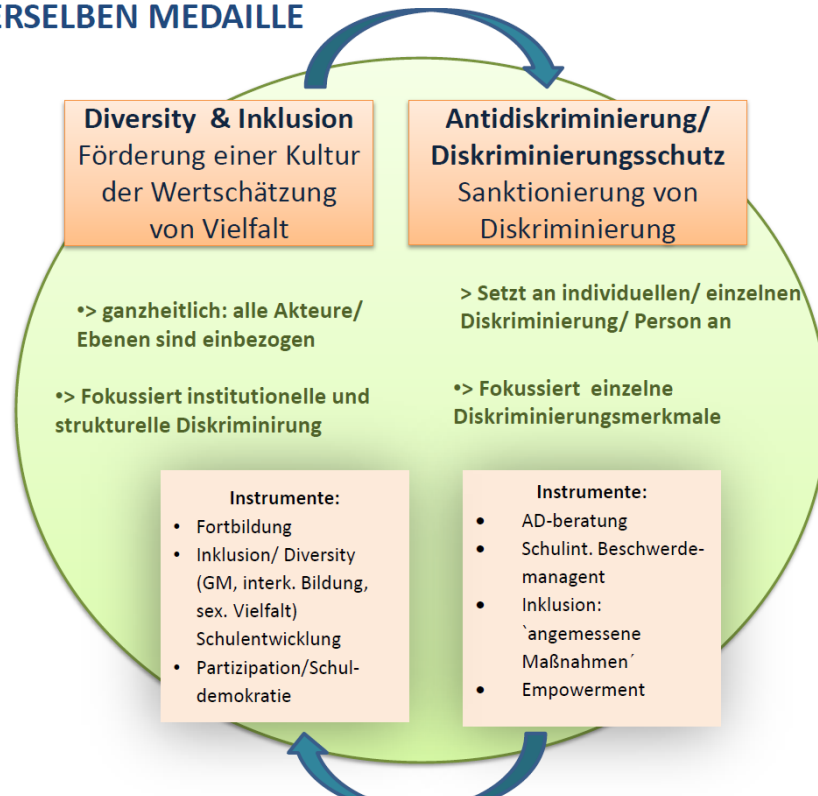 ERSELBEN MEDAILLE
Diversity & Inklusion
Förderung einer Kultur
der Wertschätzung
von Vielfalt
•> ganzheitlich: alle Akteure/
Ebenen sind einbezogen
•> Fokussiert institutionelle und
strukturelle Diskriminirung
Instrumente:
• Fortbildung
• Inklusion/ Diversity
(GM, interk. Bildung,
sex. Vielfalt)
Schulentwicklung
• Partizipation/Schul-
demokratie
Antidiskriminierung/
Diskriminierungsschutz
Sanktionierung von
Diskriminierung
> Setzt an individuellen/ einzelnen
Diskriminierung/ Person an
•> Fokussiert einzelne
Diskriminierungsmerkmale
Instrumente:
• AD-beratung
• Schulint. Beschwerde-
managent
• Inklusion:
`angemessene
Maßnahmen´
• Empowerment